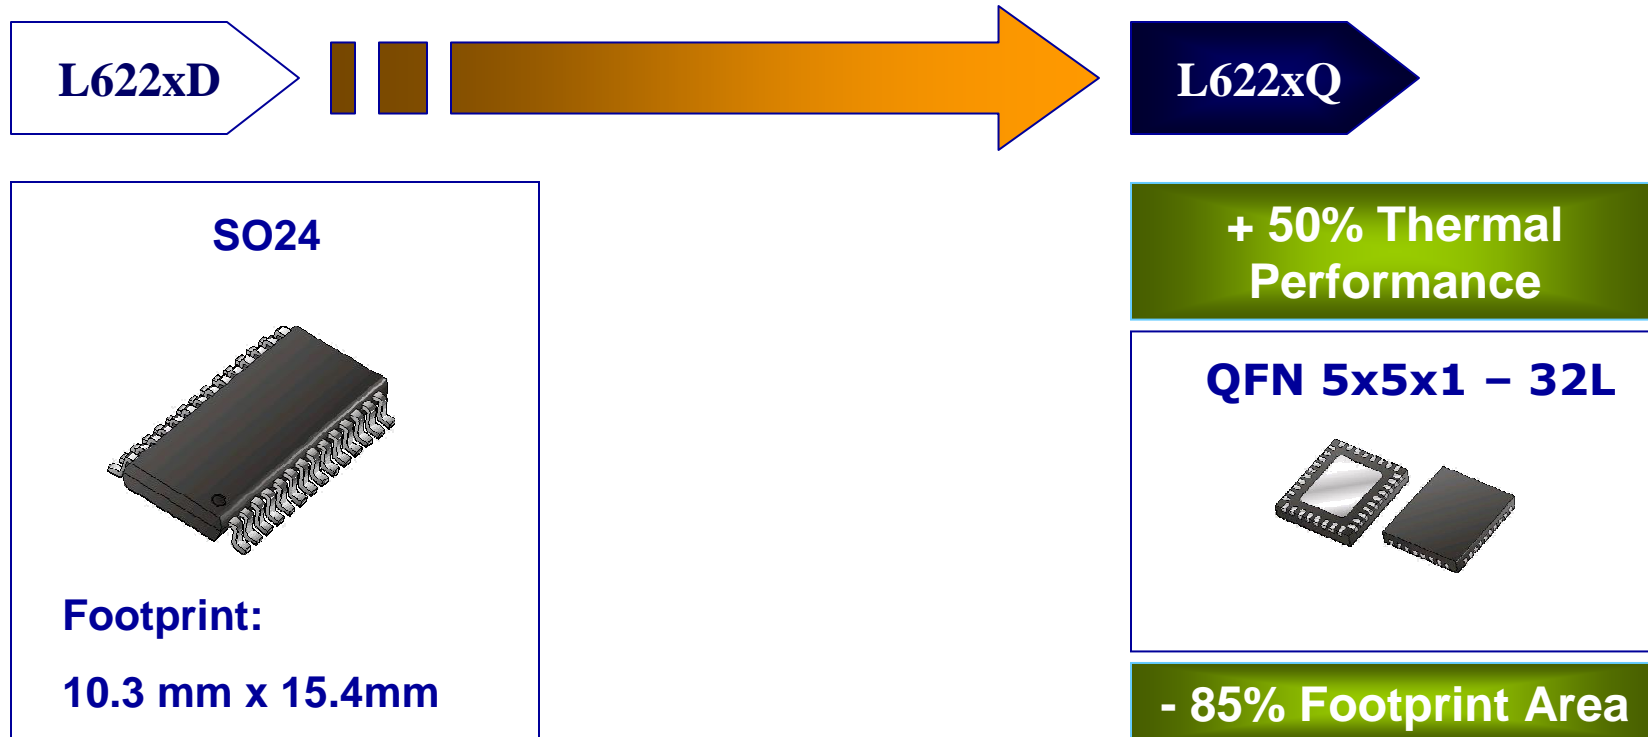 L622xD
L622xQ
SO24
Footprint:
10.3 mm x 15.4mm
+ 50% Thermal
Performance
QFN 5x5x1 – 32L
- 85% Footprint Area